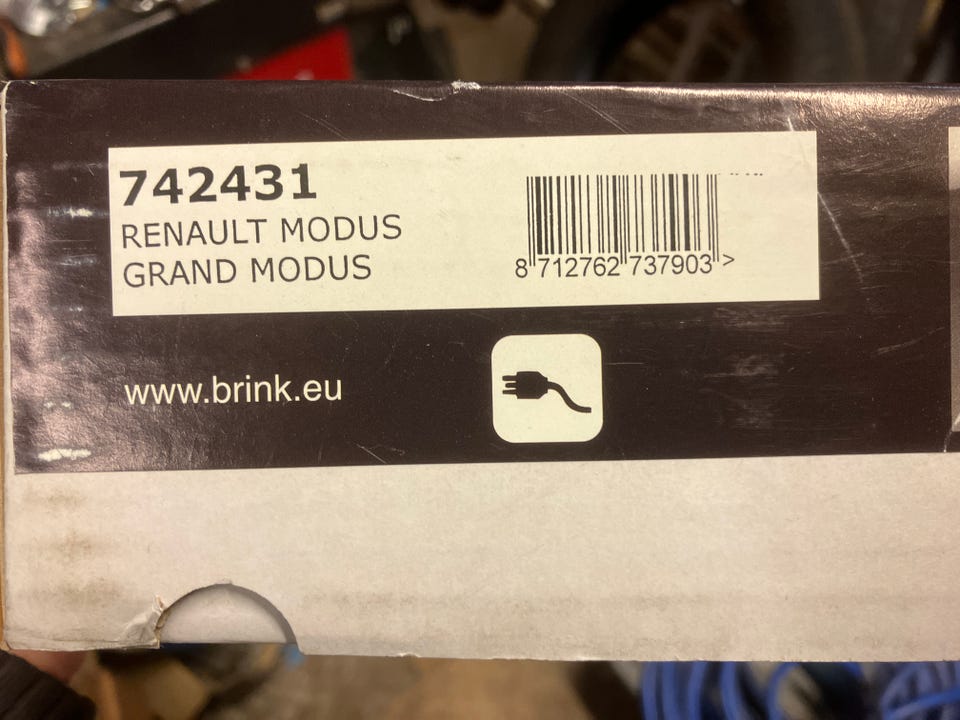 742431
RENAULT MODUS
GRAND MODUS
8 712762 737903 >
www.brink.eu